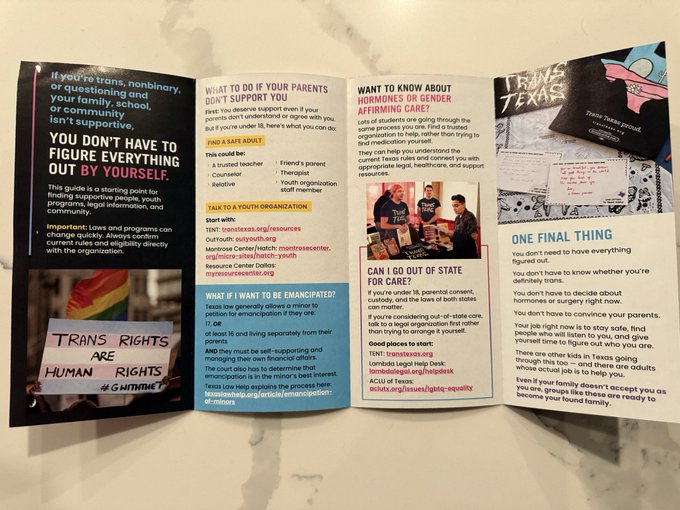 If you're trans, nonbinary,
or questioning and
your family, school,
or community
isn't supportive,
YOU DON'T HAVE TO
FIGURE EVERYTHING
OUT BY YOURSELF.
This guide is a starting point for
finding supportive people, youth
programs, legal information, and
community.
Important: Laws and programs can
change quickly. Always confirm
current rules and eligibility directly
with the organization.
TRANS RIGHTS
ARE
HUMAN RIGHTS
#GWITHTHET
WHAT TO DO IF YOUR PARENTS
DON'T SUPPORT YOU
First: You deserve support even if your
parents don't understand or agree with you.
But if you're under 18, here's what you can do:
FIND A SAFE ADULT
This could be:
› A trusted teacher
› Counselor
› Relative
› Friend's parent
› Therapist
› Youth organization
staff member
TALK TO A YOUTH ORGANIZATION
Start with:
TENT: transtexas.org/resources
OutYouth: outyouth.org
Montrose Center/Hatch: montrosecenter.
org/micro-sites/hatch-youth
Resource Center Dallas:
myresourcecenter.org
WHAT IF I WANT TO BE EMANCIPATED?
Texas law generally allows a minor to
petition for emancipation if they are:
17, OR
at least 16 and living separately from their
parents
AND they must be self-supporting and
managing their own financial affairs.
The court also has to determine that
emancipation is in the minor's best interest.
Texas Law Help explains the process here:
texaslawhelp.org/article/emancipation-
of-minors
WANT TO KNOW ABOUT
HORMONES OR GENDER
AFFIRMING CARE?
Lots of students are going through the
same process you are. Find a trusted
organization to help, rather than trying
to find medication yourself.
They can help you understand the
current Texas rules and connect you with
appropriate legal, healthcare, and support
resources.
TRANS
TEXAS
TRANS
TEXAS
CAN I GO OUT OF STATE
FOR CARE?
If you're under 18, parental consent,
custody, and the laws of both states
can matter.
If you're considering out-of-state care,
talk to a legal organization first rather
than trying to arrange it yourself.
Good places to start:
TENT: transtexas.org
Lambda Legal Help Desk:
lambdalegal.org/helpdesk
ACLU of Texas:
aclutx.org/issues/lgbtq-equality
TRANS
TEXAS
Trans Texas proud.
transtexas.org
ONE FINAL THING
You don't need to have everything
figured out.
You don't have to know whether you're
definitely trans.
You don't have to decide about
hormones or surgery right now.
You don't have to convince your parents.
Your job right now is to stay safe, find
people who will listen to you, and give
yourself time to figure out who you are.
There are other kids in Texas going
through this too — and there are adults
whose actual job is to help you.
Even if your family doesn't accept you as
you are, groups like these are ready to
become your found family.